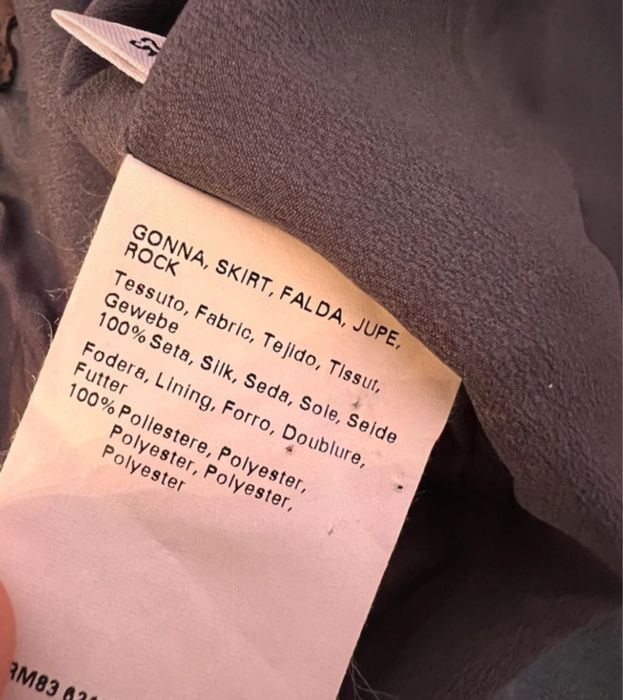 GONNA, SKIRT, FALDA, JUPE,
ROCK
Tessuto, Fabric, Tejido, Tissut,
Gewebe
100% Seta, Silk, Seda, Sole, Seide
Fodera, Lining, Forro, Doublure,
Futter
100% Poliestere, Polyester,
Polyester, Polyester,
Polyester